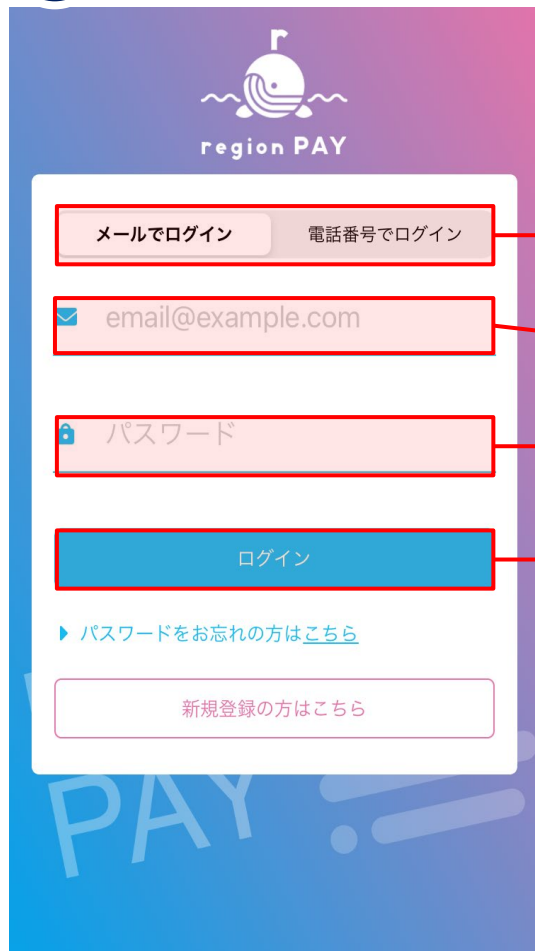 r
region PAY
メールでログイン 電話番号でログイン
email@example.com
パスワード
ログイン
パスワードをお忘れの方はこちら
新規登録の方はこちら
PAY